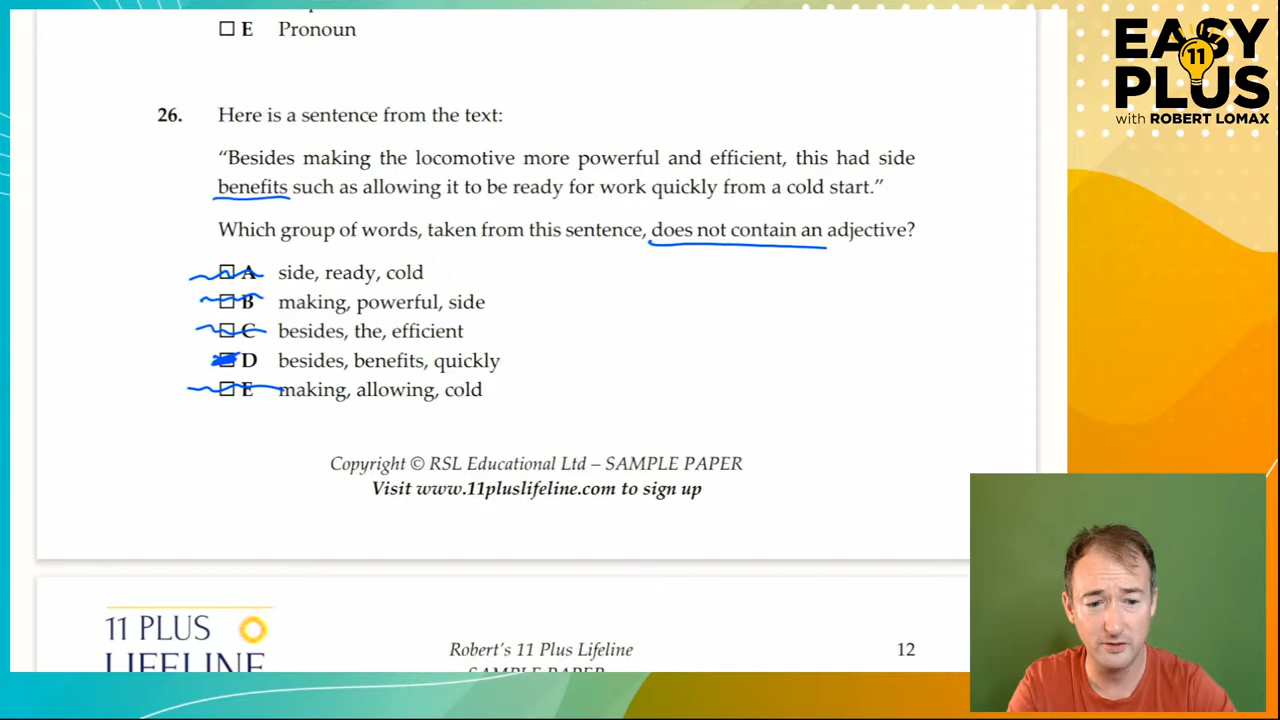 E Pronoun
EASY
11
PLUS
with ROBERT LOMAX
26. Here is a sentence from the text:
“Besides making the locomotive more powerful and efficient, this had side
benefits such as allowing it to be ready for work quickly from a cold start.”
Which group of words, taken from this sentence, does not contain an adjective?
A side, ready, cold
B making, powerful, side
C besides, the, efficient
D besides, benefits, quickly
E making, allowing, cold
Copyright © RSL Educational Ltd – SAMPLE PAPER
Visit www.11pluslifeline.com to sign up
11 PLUS
LIFELINE
Robert's 11 Plus Lifeline
SAMPLE PAPER
12